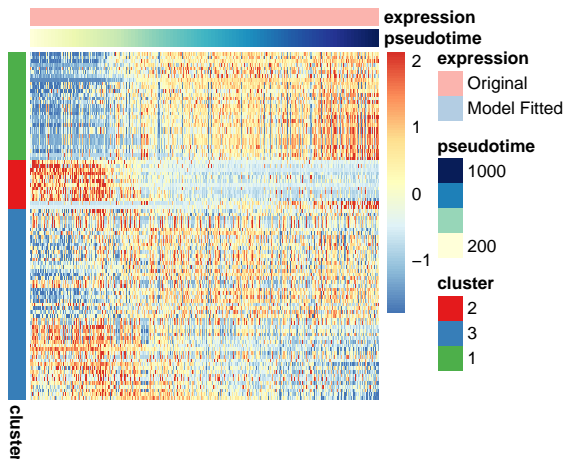 expression
pseudotime
2
1
0
−1
expression
Original
Model Fitted
pseudotime
1000
200
cluster
2
3
1
cluster